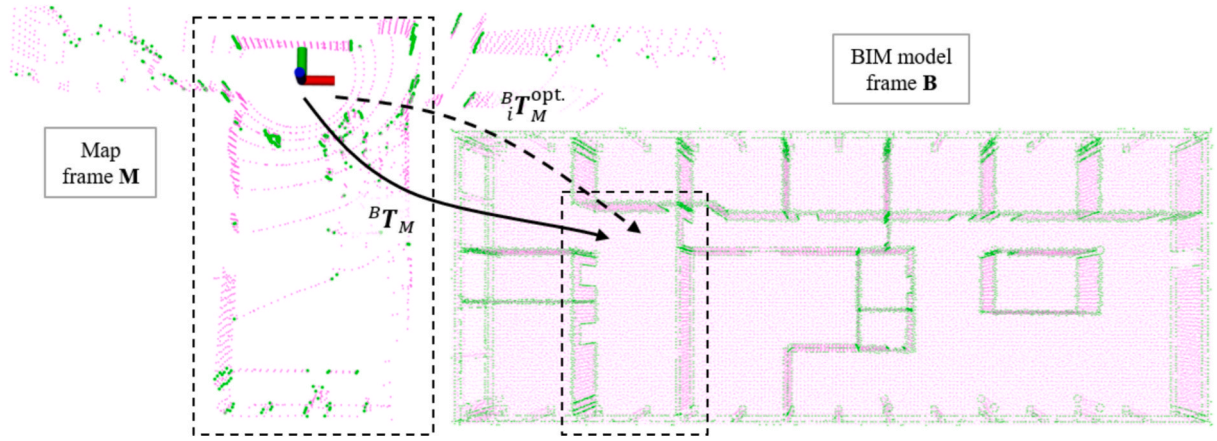 BIM model
frame B
Map
frame M
ᴮᵢT_M^opt.
ᴮT_M